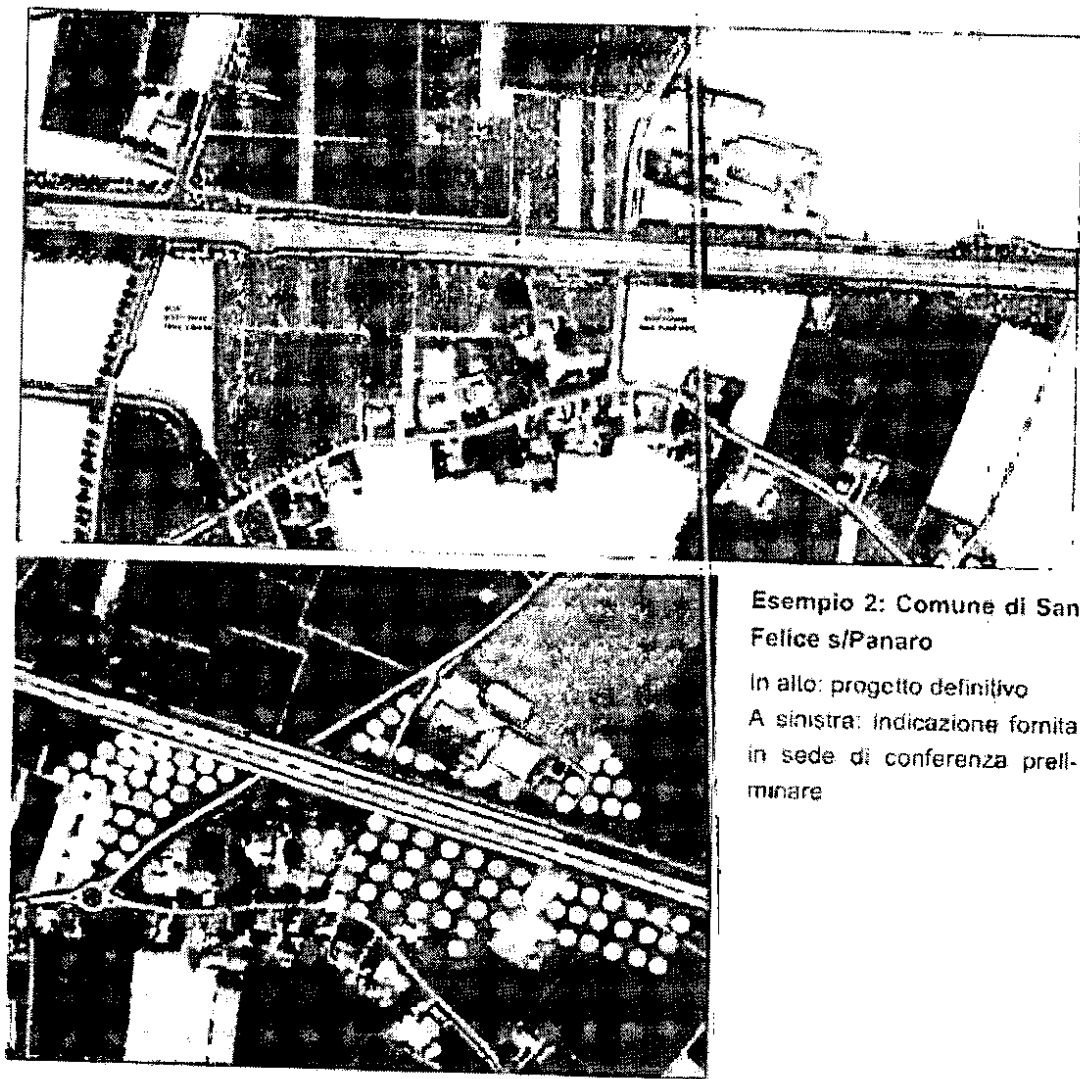 Esempio 2: Comune di San
Felice s/Panaro
In alto: progetto definitivo
A sinistra: indicazione fornita
in sede di conferenza preli-
minare